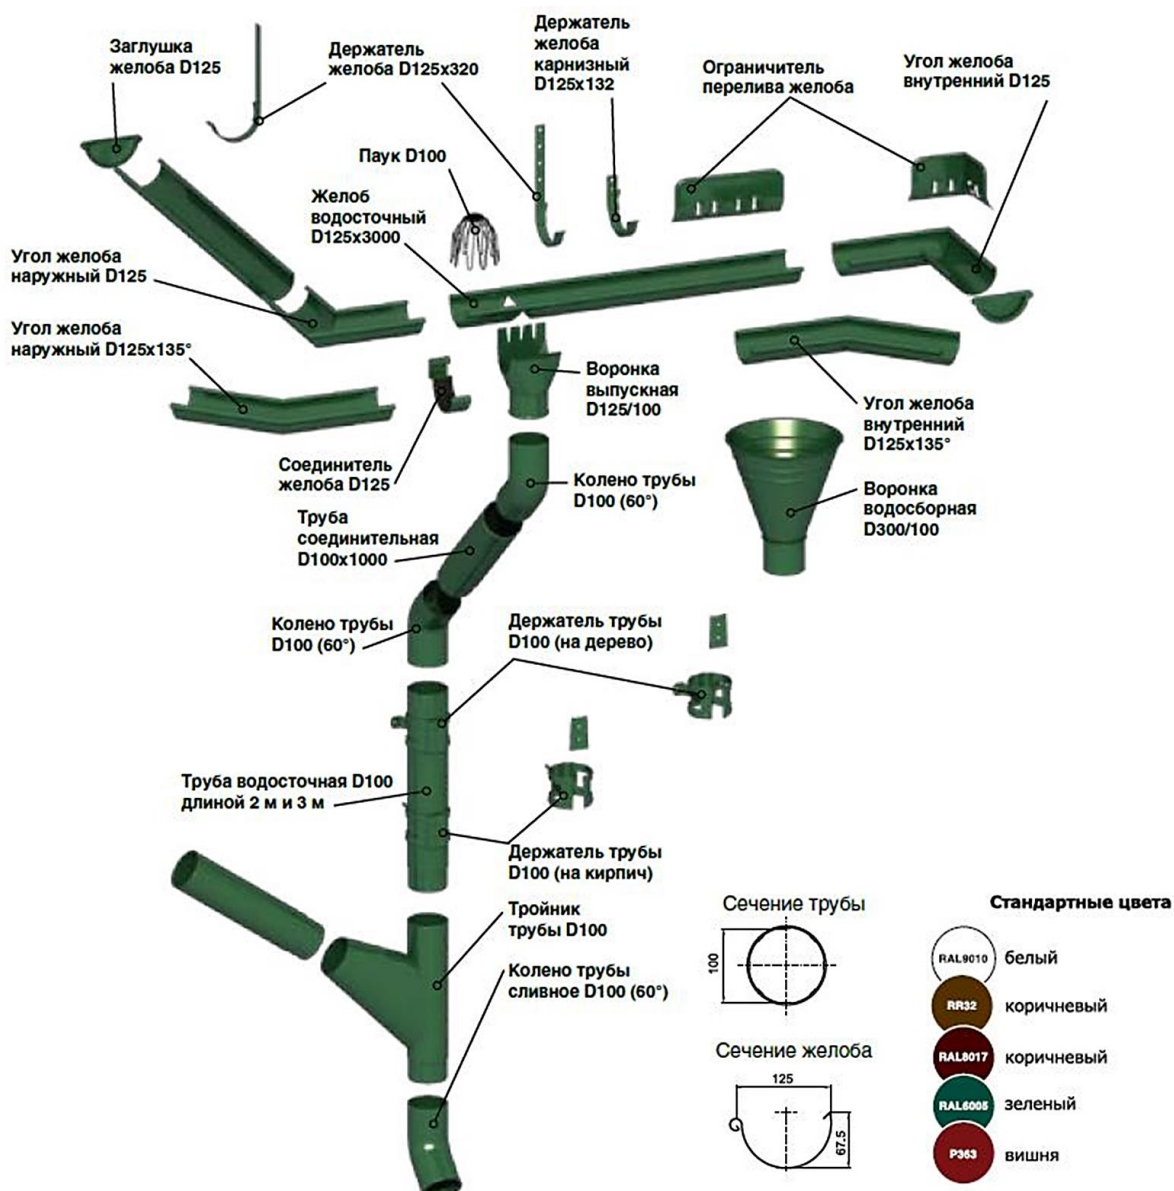 Заглушка
желоба D125
Держатель
желоба D125x320
Держатель
желоба
карнизный
D125x132
Ограничитель
перелива желоба
Угол желоба
внутренний D125
Паук D100
Желоб
водосточный
D125x3000
Угол желоба
наружный D125
Угол желоба
наружный D125x135°
Воронка
выпускная
D125/100
Угол желоба
внутренний
D125x135°
Соединитель
желоба D125
Колено трубы
D100 (60°)
Воронка
водосборная
D300/100
Труба
соединительная
D100x1000
Колено трубы
D100 (60°)
Держатель трубы
D100 (на дерево)
Труба водосточная D100
длиной 2 м и 3 м
Держатель трубы
D100 (на кирпич)
Тройник
трубы D100
Колено трубы
сливное D100 (60°)
Сечение трубы
100
Сечение желоба
125
67.5
Стандартные цвета
RAL9010 белый
RR32 коричневый
RAL8017 коричневый
RAL6005 зеленый
P363 вишня